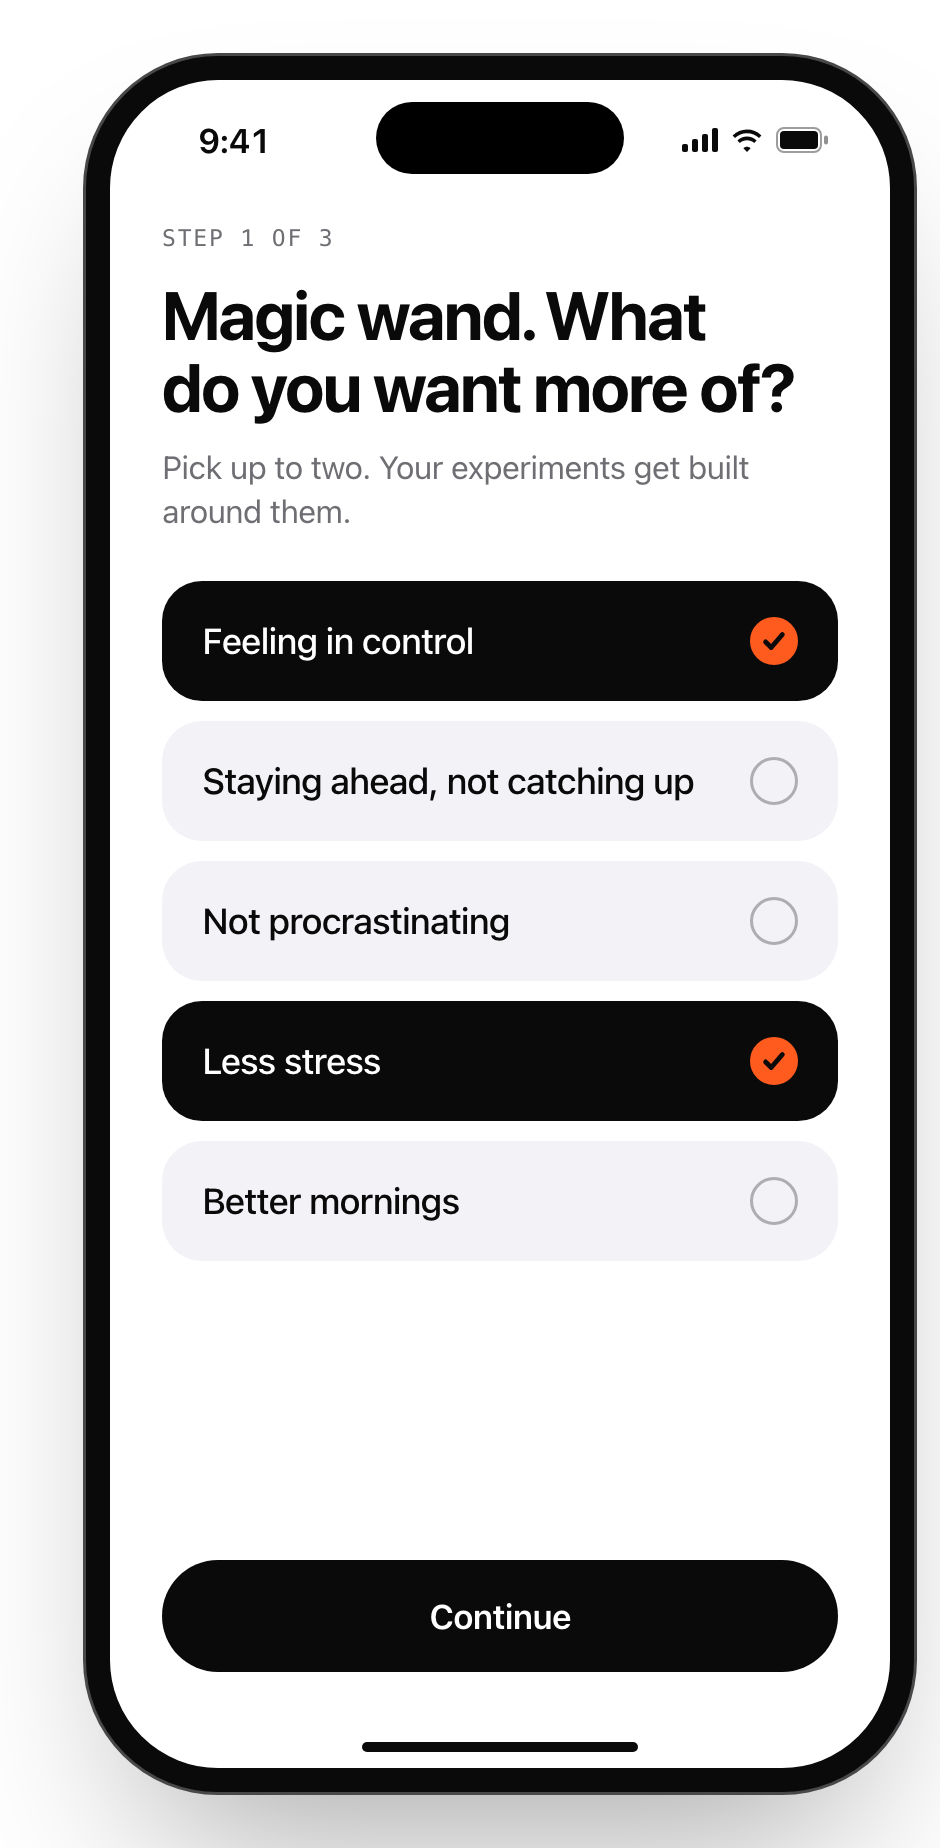 9:41
STEP 1 OF 3
Magic wand. What
do you want more of?
Pick up to two. Your experiments get built
around them.
Feeling in control
Staying ahead, not catching up
Not procrastinating
Less stress
Better mornings
Continue